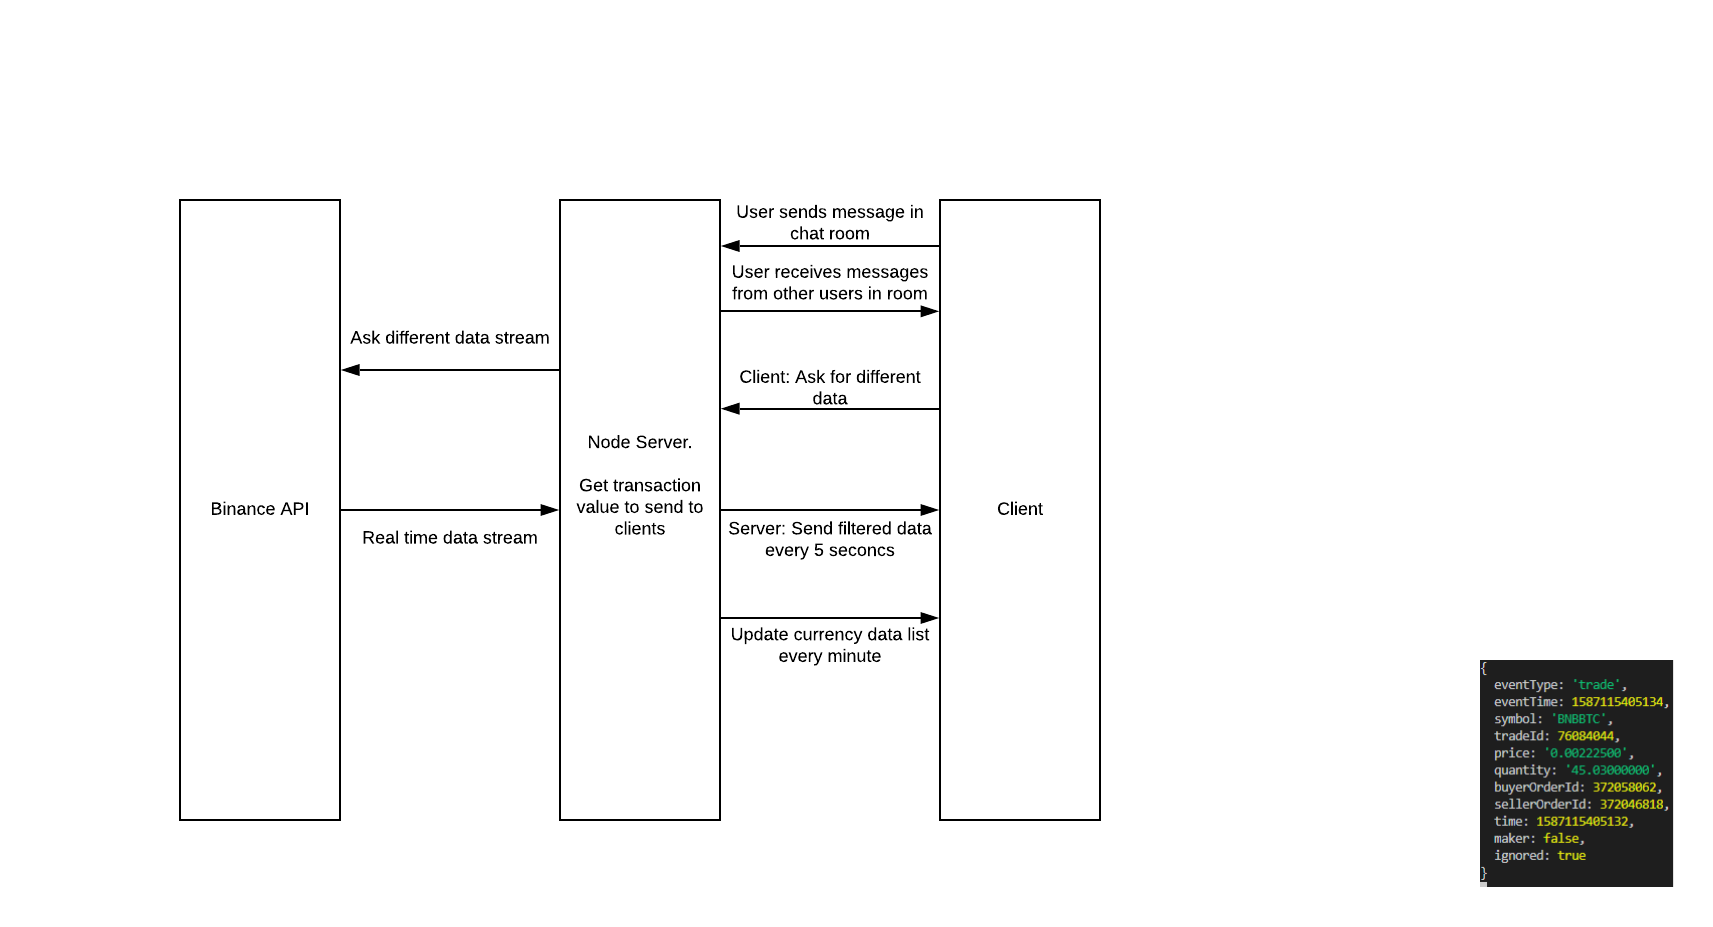 User sends message in
chat room
User receives messages
from other users in room
Ask different data stream
Client: Ask for different
data
Node Server.
Get transaction
value to send to
clients
Binance API
Client
Real time data stream
Server: Send filtered data
every 5 seconcs
Update currency data list
every minute
{
eventType: 'trade',
eventTime: 1587115405134,
symbol: 'BNBBTC',
tradeId: 76084044,
price: '0.00222500',
quantity: '45.03000000',
buyerOrderId: 372058062,
sellerOrderId: 372046818,
time: 1587115405132,
maker: false,
ignored: true
}